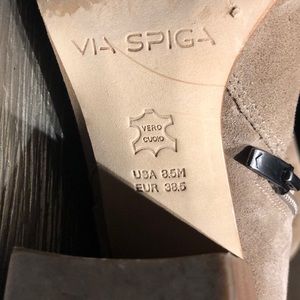 VIA SPIGA
VERO
CUOIO
USA 8.5M
EUR 38.5